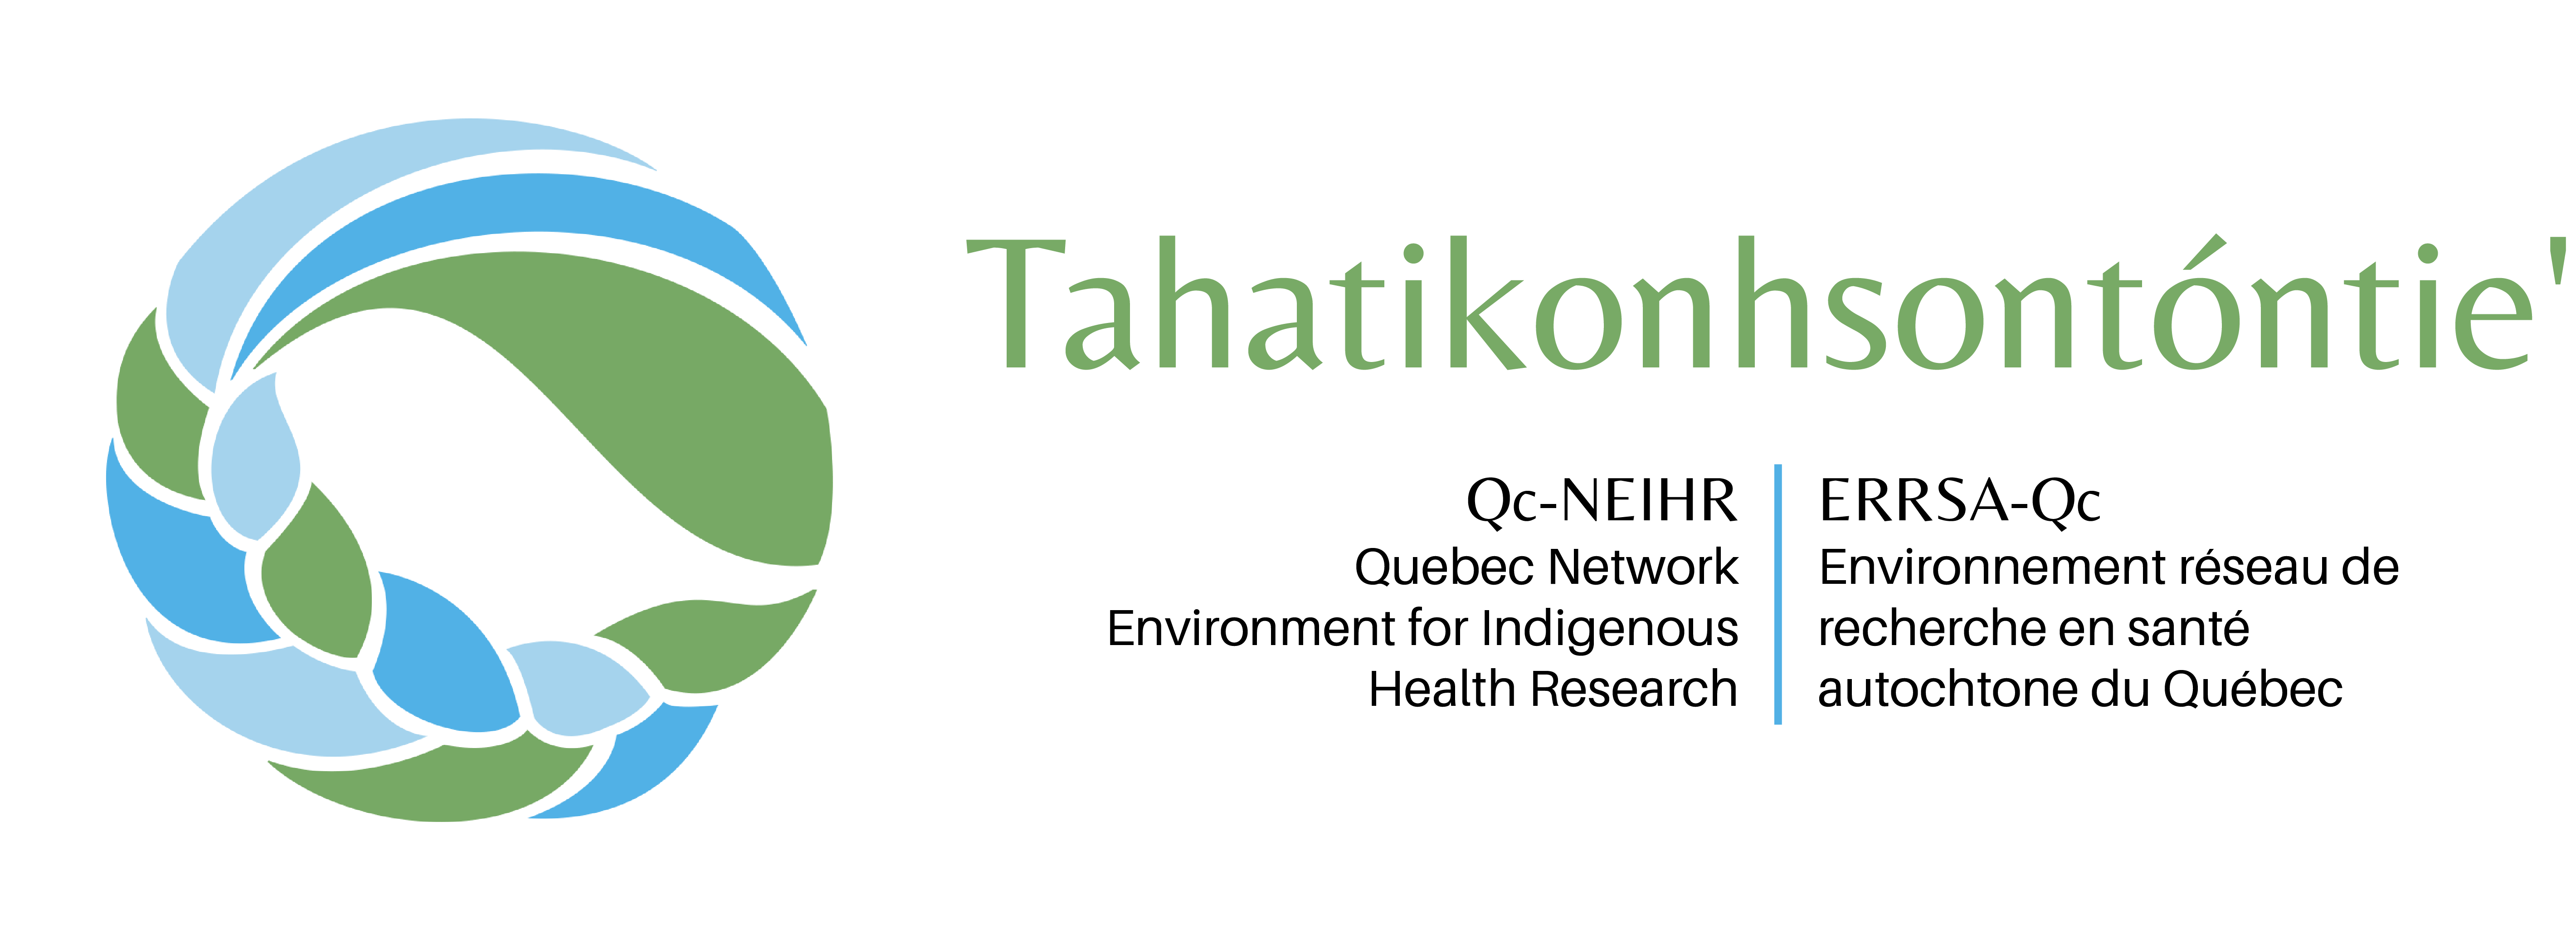 Tahatikonhsontóntie'
Qc-NEIHR
Quebec Network
Environment for Indigenous
Health Research
ERRSA-Qc
Environnement réseau de
recherche en santé
autochtone du Québec